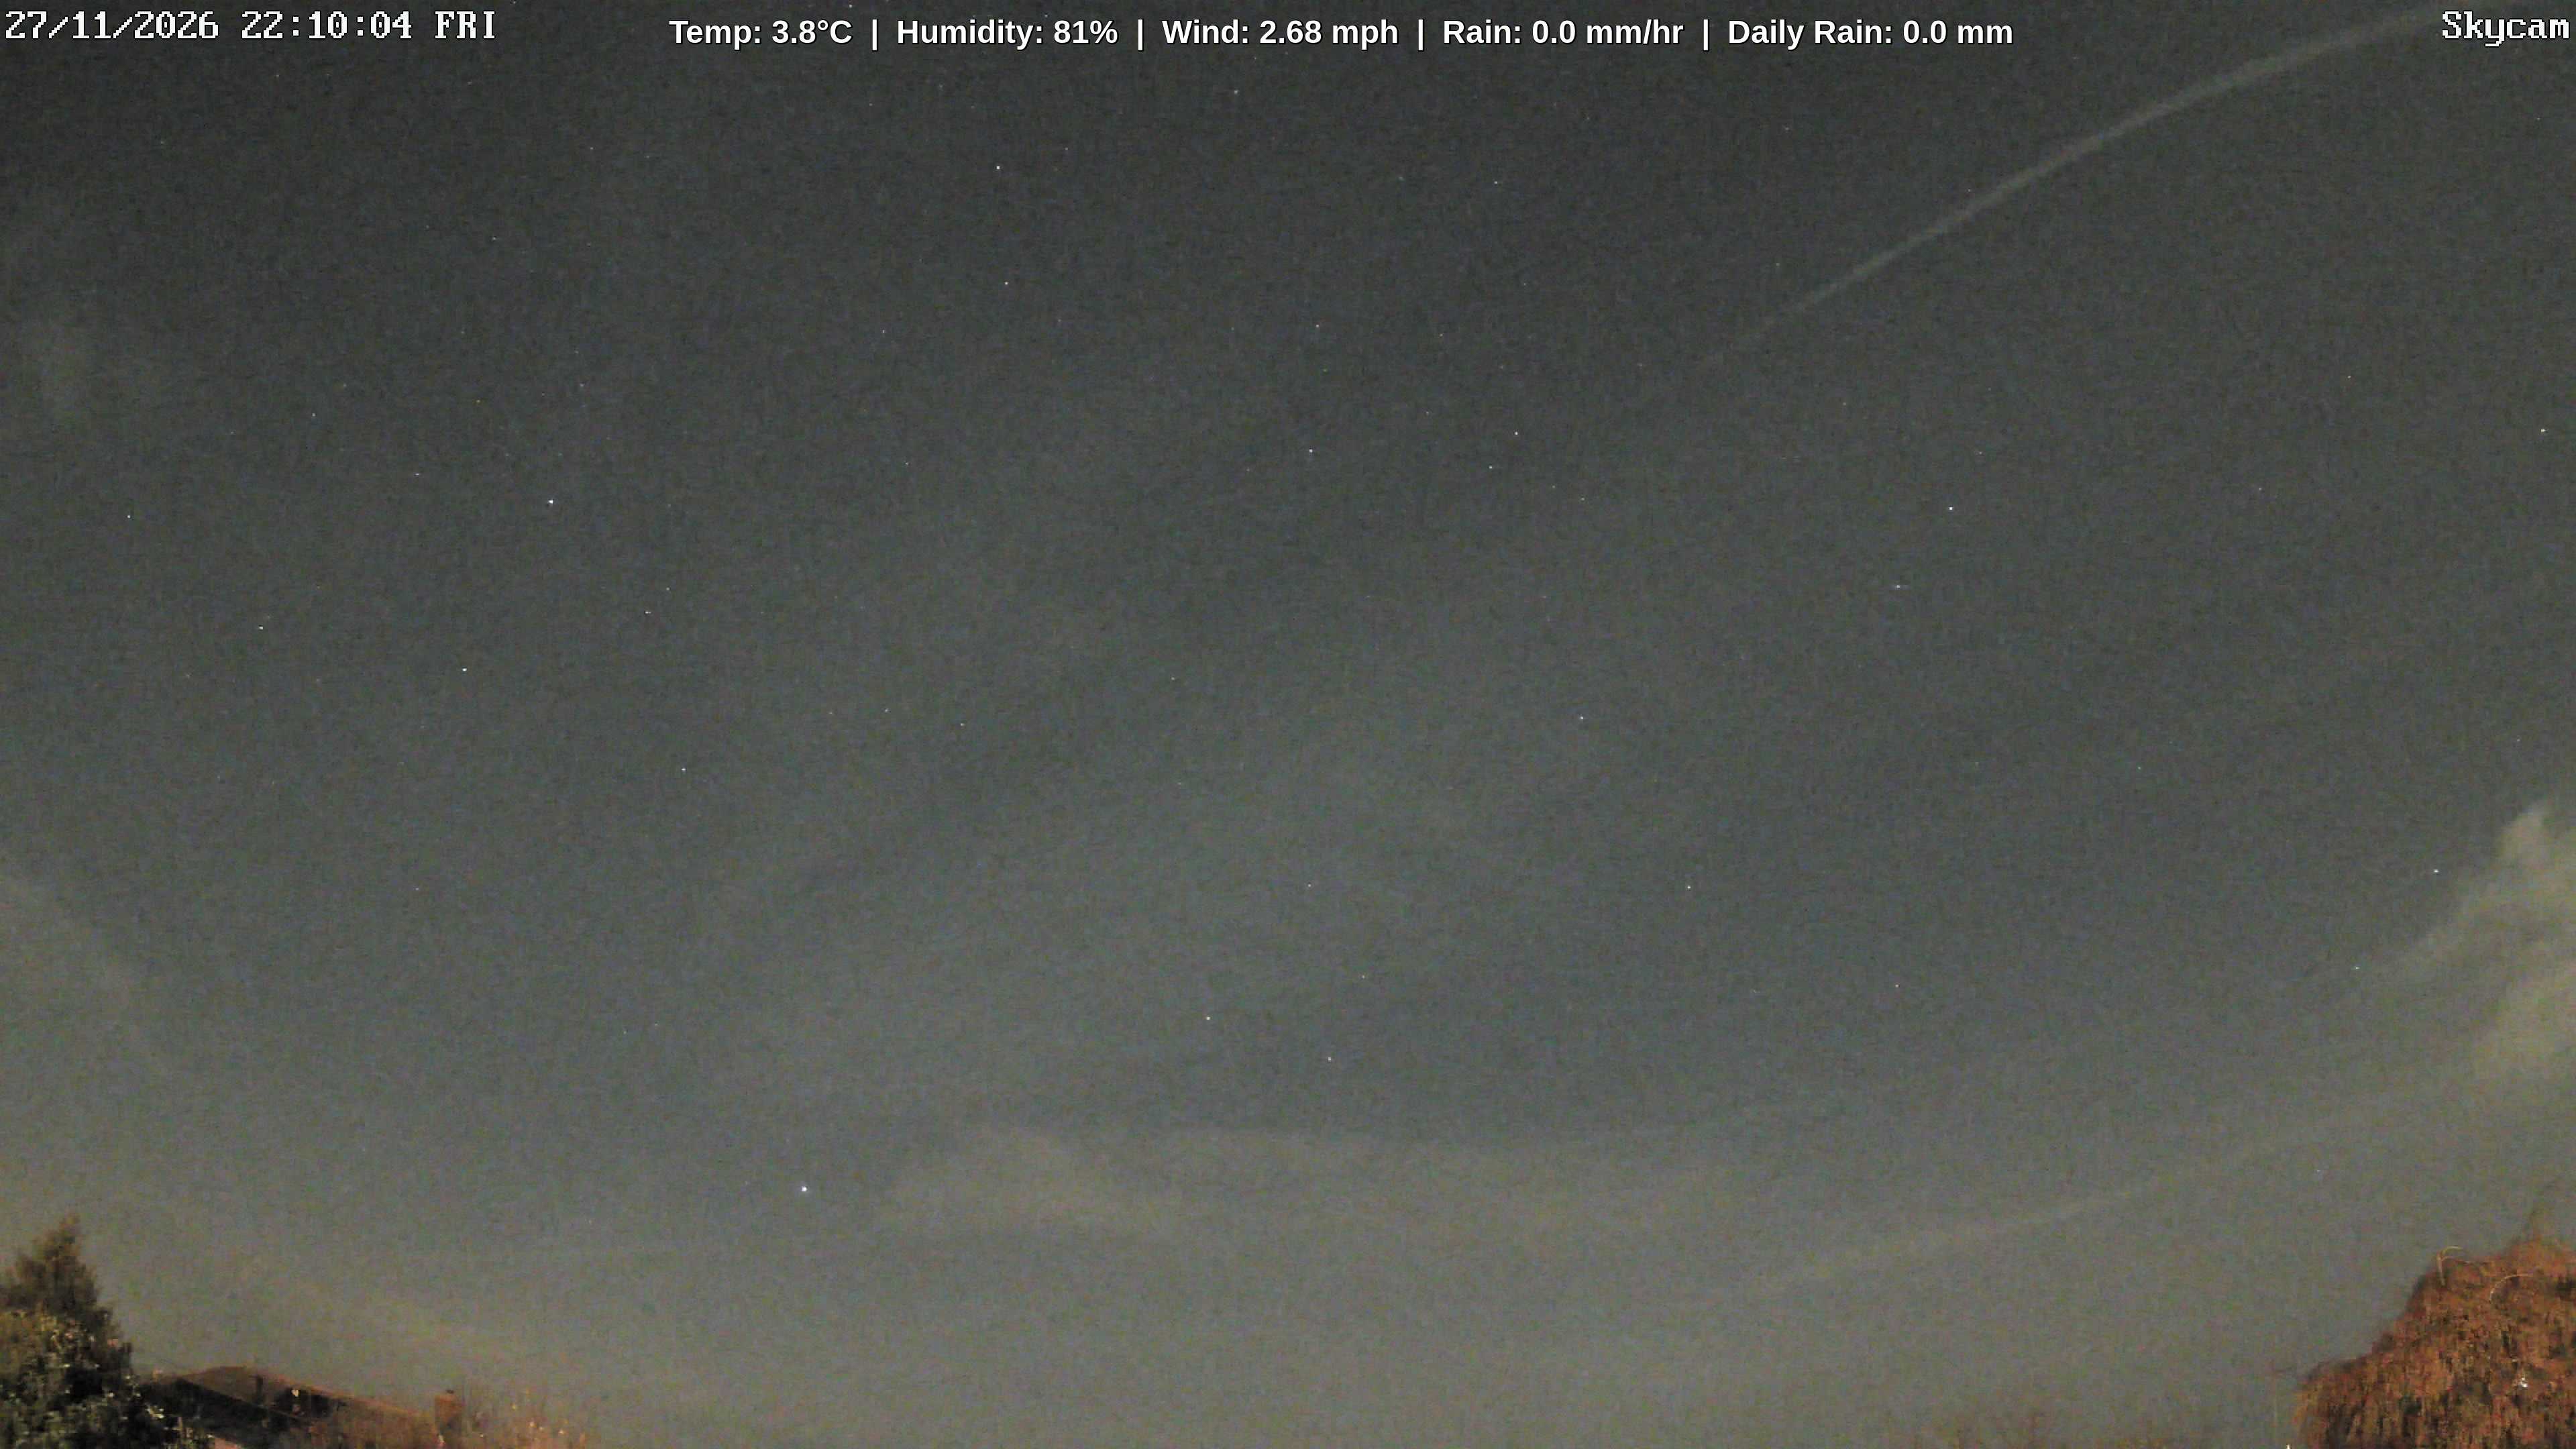 27/11/2026 22:10:04 FRI
Temp: 3.8°C | Humidity: 81% | Wind: 2.68 mph | Rain: 0.0 mm/hr | Daily Rain: 0.0 mm
Skycam